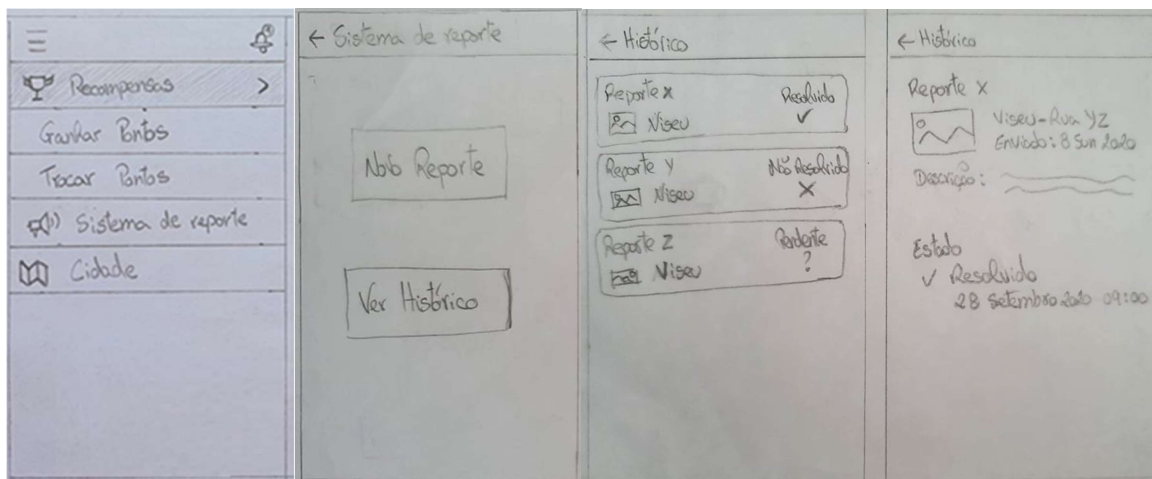 Recompensas >
Ganhar Pontos
Trocar Pontos
Sistema de reporte
Cidade
← Sistema de reporte
Novo Reporte
Ver Histórico
← Histórico
Reporte X Resolvido
Viseu ✓
Reporte Y Não Resolvido
Viseu X
Reporte Z Pendente
Viseu ?
← Histórico
Reporte X
Viseu-Rua YZ
Enviado: 8 Jun 2020
Descrição:
Estado
✓ Resolvido
28 Setembro 2020 09:00